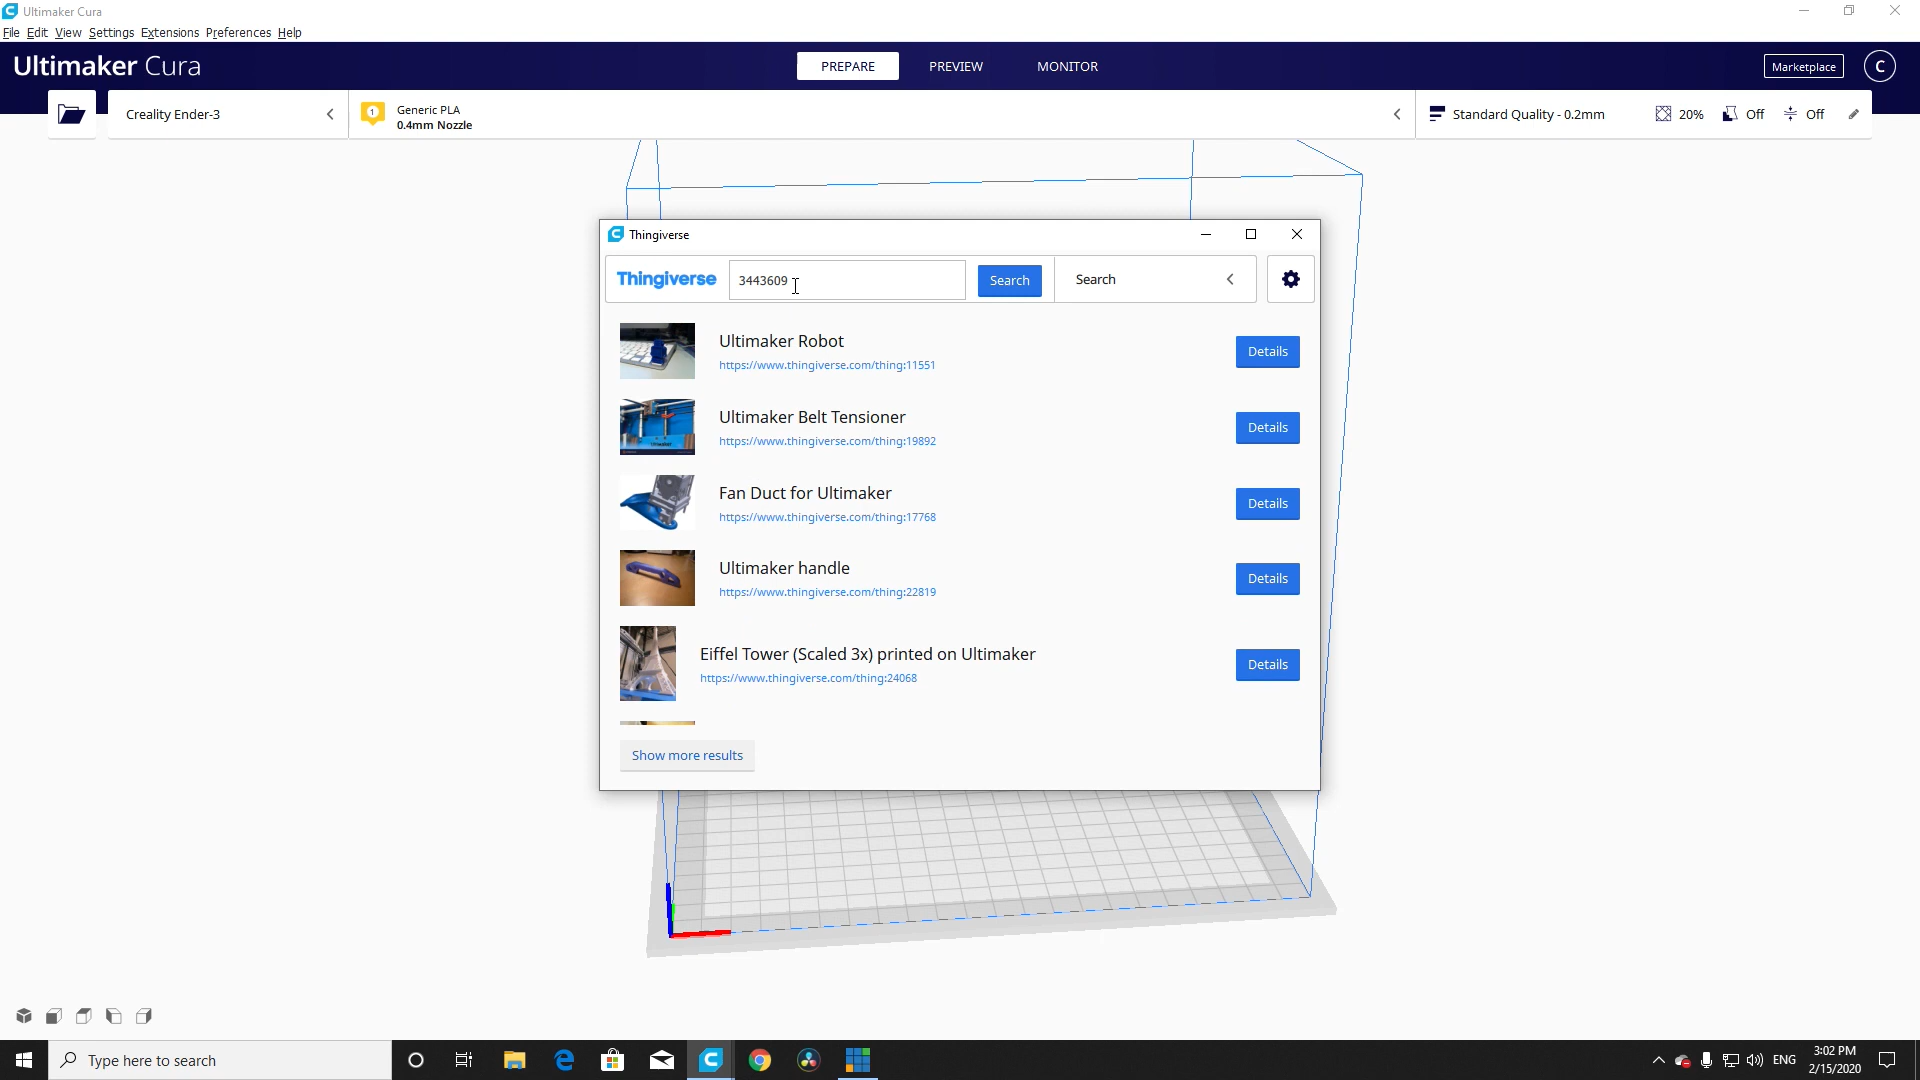 Ultimaker Cura
File Edit View Settings Extensions Preferences Help
Ultimaker Cura
PREPARE
PREVIEW
MONITOR
Marketplace
C
Creality Ender-3
1
Generic PLA
0.4mm Nozzle
Standard Quality - 0.2mm
20%
Off
Off
Thingiverse
Thingiverse
3443609
Search
Search
Ultimaker Robot
https://www.thingiverse.com/thing:11551
Details
Ultimaker Belt Tensioner
https://www.thingiverse.com/thing:19892
Details
Fan Duct for Ultimaker
https://www.thingiverse.com/thing:17768
Details
Ultimaker handle
https://www.thingiverse.com/thing:22819
Details
Eiffel Tower (Scaled 3x) printed on Ultimaker
https://www.thingiverse.com/thing:24068
Details
Show more results
Type here to search
ENG
3:02 PM
2/15/2020